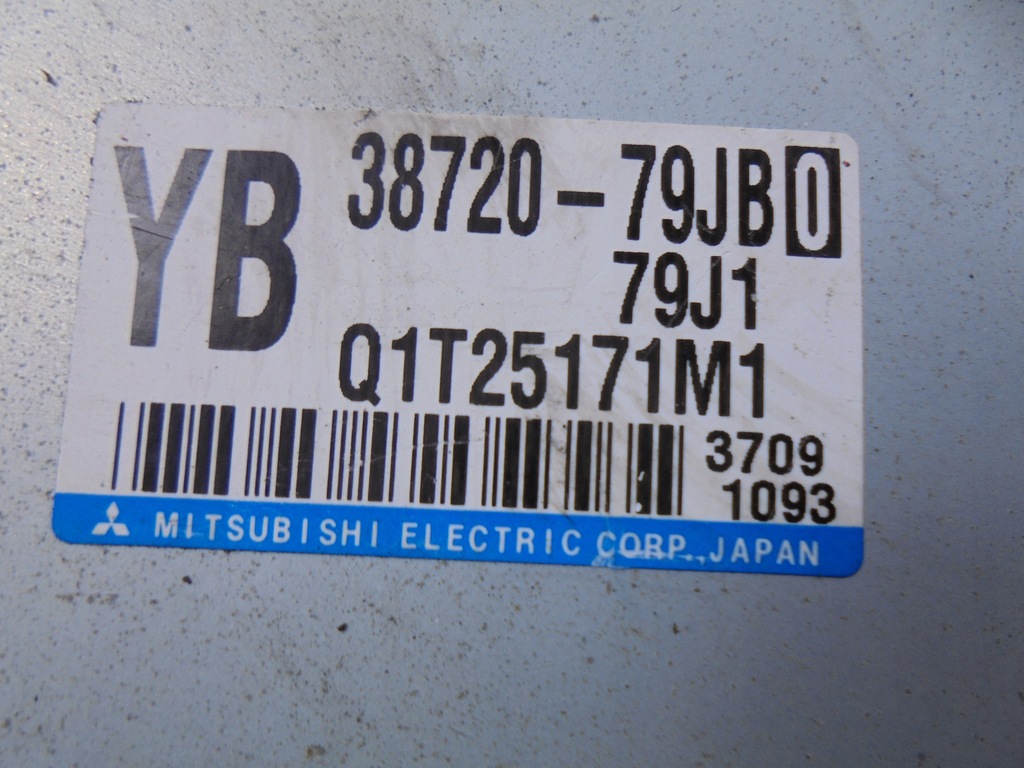 YB
38720-79JB0
79J1
Q1T25171M1
3709
1093
MITSUBISHI ELECTRIC CORP.,JAPAN